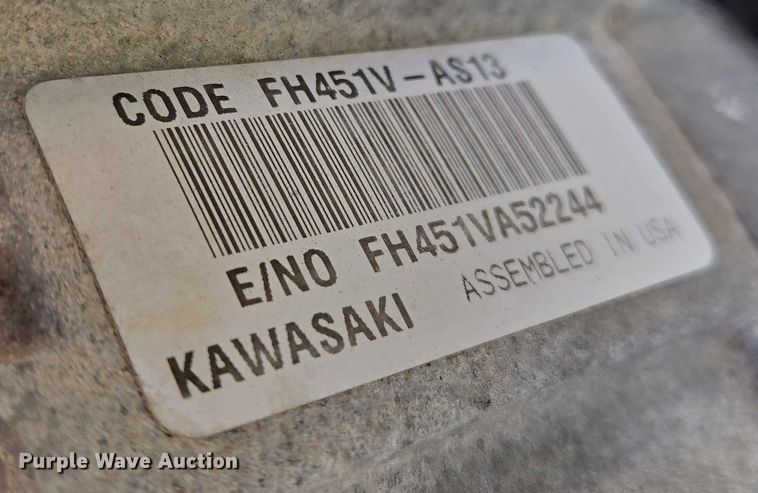 CODE FH451V-AS13
E/NO FH451VA52244
KAWASAKI ASSEMBLED IN USA
Purple Wave Auction